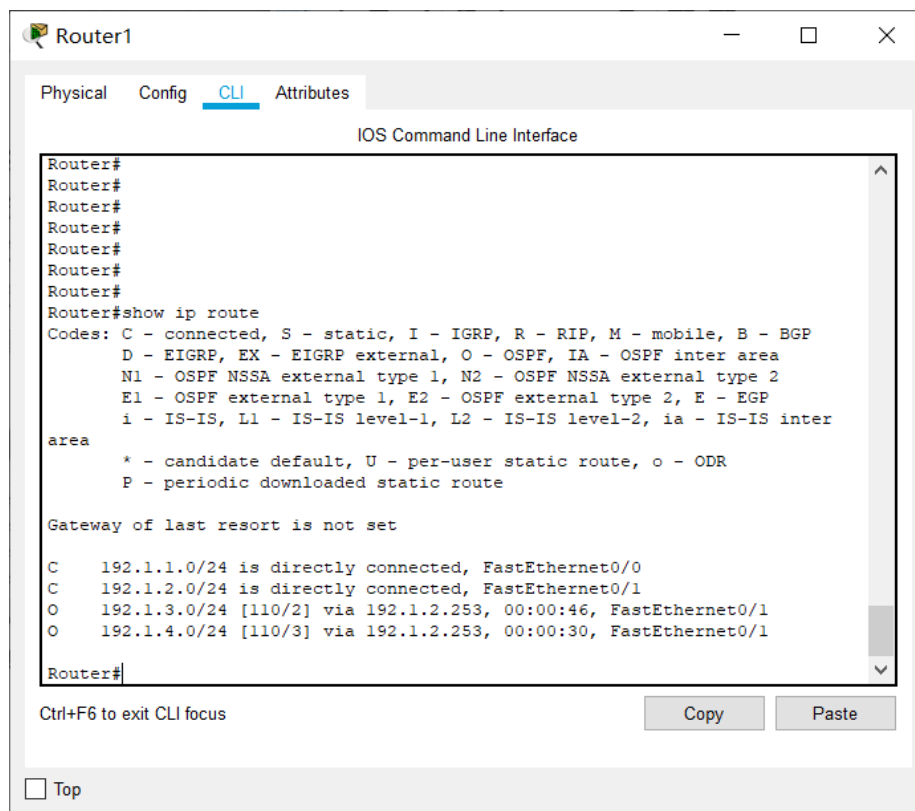 Router1
Physical Config CLI Attributes
IOS Command Line Interface
Router#
Router#
Router#
Router#
Router#
Router#
Router#
Router#show ip route
Codes: C - connected, S - static, I - IGRP, R - RIP, M - mobile, B - BGP
       D - EIGRP, EX - EIGRP external, O - OSPF, IA - OSPF inter area
       N1 - OSPF NSSA external type 1, N2 - OSPF NSSA external type 2
       E1 - OSPF external type 1, E2 - OSPF external type 2, E - EGP
       i - IS-IS, L1 - IS-IS level-1, L2 - IS-IS level-2, ia - IS-IS inter
area
       * - candidate default, U - per-user static route, o - ODR
       P - periodic downloaded static route
Gateway of last resort is not set
C    192.1.1.0/24 is directly connected, FastEthernet0/0
C    192.1.2.0/24 is directly connected, FastEthernet0/1
O    192.1.3.0/24 [110/2] via 192.1.2.253, 00:00:46, FastEthernet0/1
O    192.1.4.0/24 [110/3] via 192.1.2.253, 00:00:30, FastEthernet0/1
Router#
Ctrl+F6 to exit CLI focus
Copy
Paste
Top